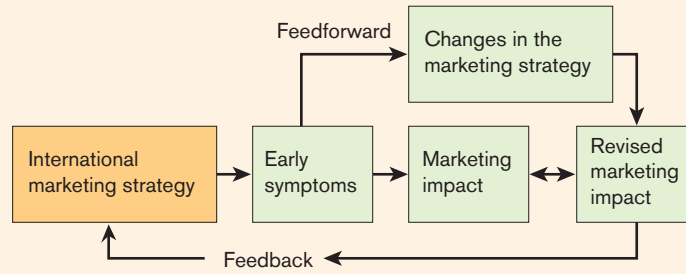 Feedforward
Changes in the
marketing strategy
International
marketing strategy
Early
symptoms
Marketing
impact
Revised
marketing
impact
Feedback